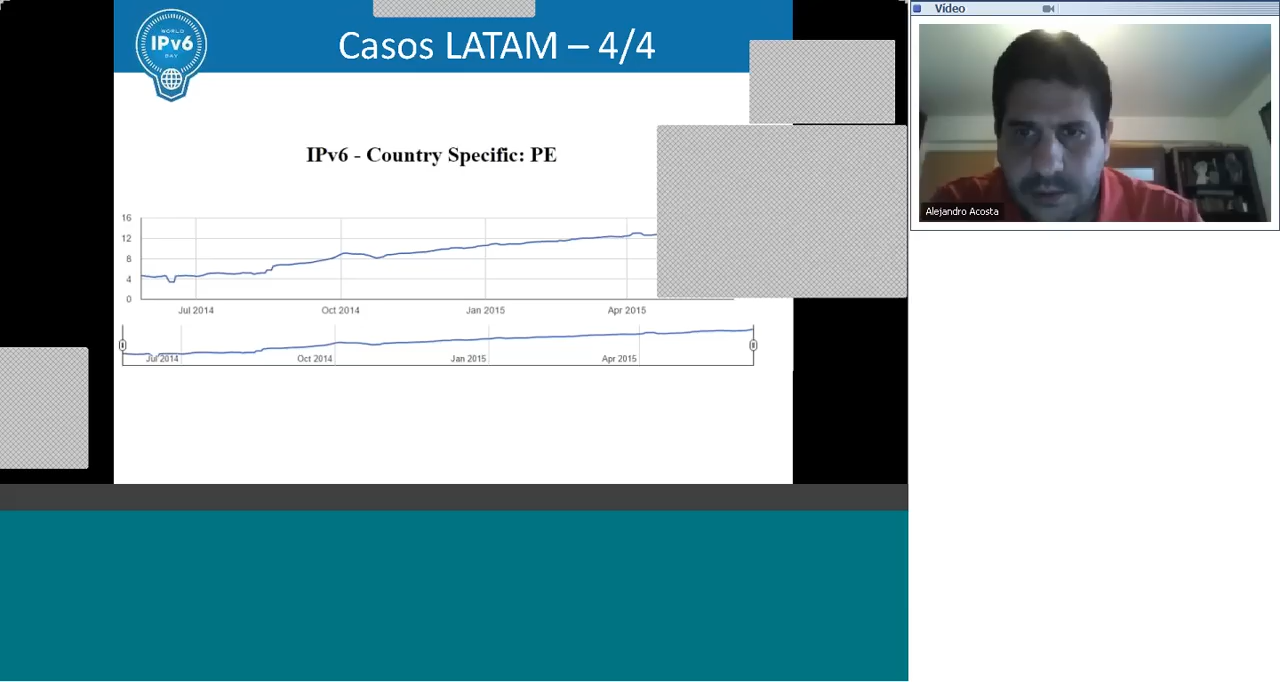 WORLD
IPv6
DAY
Casos LATAM – 4/4
IPv6 - Country Specific: PE
16
12
8
4
0
Jul 2014
Oct 2014
Jan 2015
Apr 2015
Jul 2014
Oct 2014
Jan 2015
Apr 2015
Vídeo
Alejandro Acosta